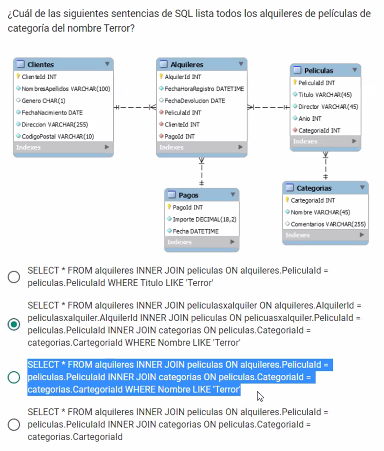 ¿Cuál de las siguientes sentencias de SQL lista todos los alquileres de películas de
categoría del nombre Terror?
Clientes
ClienteId INT
NombresApellidos VARCHAR(100)
Genero CHAR(1)
FechaNacimiento DATE
Direccion VARCHAR(255)
CodigoPostal VARCHAR(10)
Indexes
Alquileres
AlquilerId INT
FechaHoraRegistro DATETIME
FechaDevolucion DATE
PeliculaId INT
ClienteId INT
PagoId INT
Indexes
Peliculas
PeliculaId INT
Titulo VARCHAR(45)
Director VARCHAR(45)
Anio INT
CategoriaId INT
Indexes
Pagos
PagoId INT
Importe DECIMAL(18,2)
Fecha DATETIME
Indexes
Categorias
CartegoriaId INT
Nombre VARCHAR(45)
Comentarios VARCHAR(255)
Indexes
SELECT * FROM alquileres INNER JOIN peliculas ON alquileres.PeliculaId =
peliculas.PeliculaId WHERE Titulo LIKE 'Terror'
SELECT * FROM alquileres INNER JOIN peliculasxalquiler ON alquileres.AlquilerId =
peliculasxalquiler.AlquilerId INNER JOIN peliculas ON pelicuasxalquiler.PeliculaId =
peliculas.PeliculaId INNER JOIN categorias ON peliculas.CategoriaId =
categorias.CartegoriaId WHERE Nombre LIKE 'Terror'
SELECT * FROM alquileres INNER JOIN peliculas ON alquileres.PeliculaId =
peliculas.PeliculaId INNER JOIN categorias ON peliculas.CategoriaId =
categorias.CartegoriaId WHERE Nombre LIKE 'Terror'
SELECT * FROM alquileres INNER JOIN peliculas ON alquileres.PeliculaId =
peliculas.PeliculaId INNER JOIN categorias ON peliculas.CategoriaId =
categorias.CartegoriaId